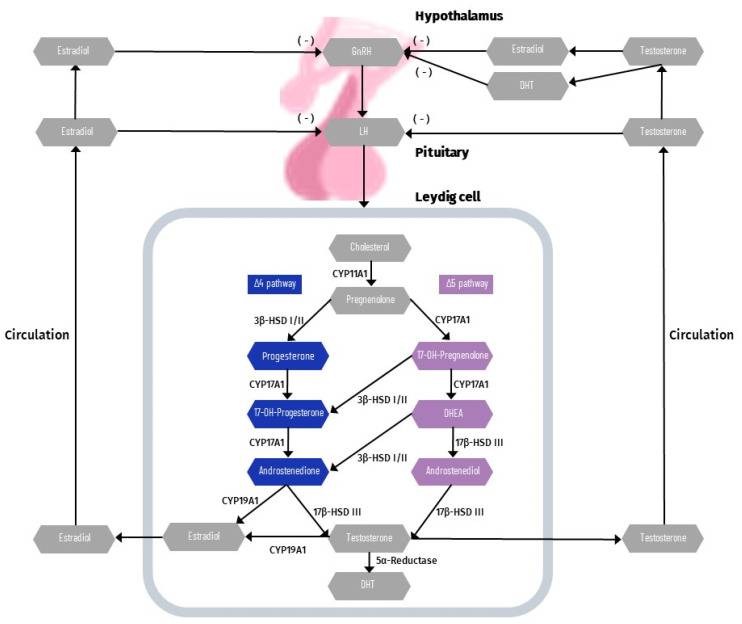 Hypothalamus
Estradiol
(-)
GnRH
(-)
Estradiol
Testosterone
(-)
DHT
Estradiol
(-)
LH
(-)
Testosterone
Pituitary
Leydig cell
Cholesterol
CYP11A1
Δ4 pathway
Δ5 pathway
Pregnenolone
3β-HSD I/II
CYP17A1
Circulation
Circulation
Progesterone
17-OH-Pregnenolone
CYP17A1
CYP17A1
3β-HSD I/II
17-OH-Progesterone
DHEA
CYP17A1
17β-HSD III
3β-HSD I/II
Androstenedione
Androstenediol
CYP19A1
17β-HSD III
17β-HSD III
Estradiol
Estradiol
Testosterone
Testosterone
CYP19A1
5α-Reductase
DHT